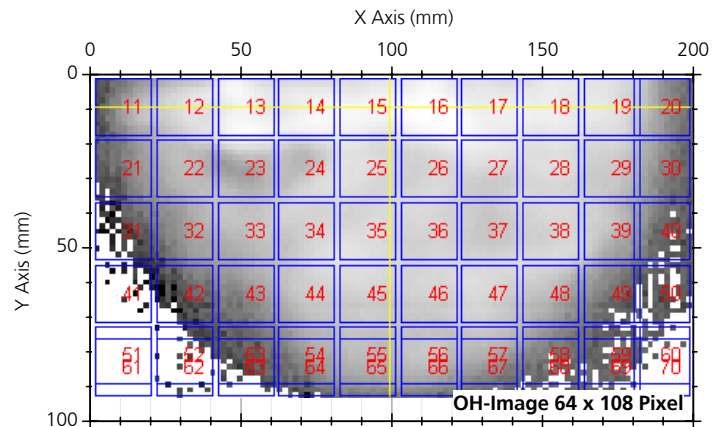 X Axis (mm)
0 50 100 150 200
0
11 12 13 14 15 16 17 18 19 20
21 22 23 24 25 26 27 28 29 30
31 32 33 34 35 36 37 38 39 40
50
Y Axis (mm)
41 42 43 44 45 46 47 48 49 50
51 52 53 54 55 56 57 58 59 60
61 62 63 64 65 66 67 68 69 70
OH-Image 64 x 108 Pixel
100